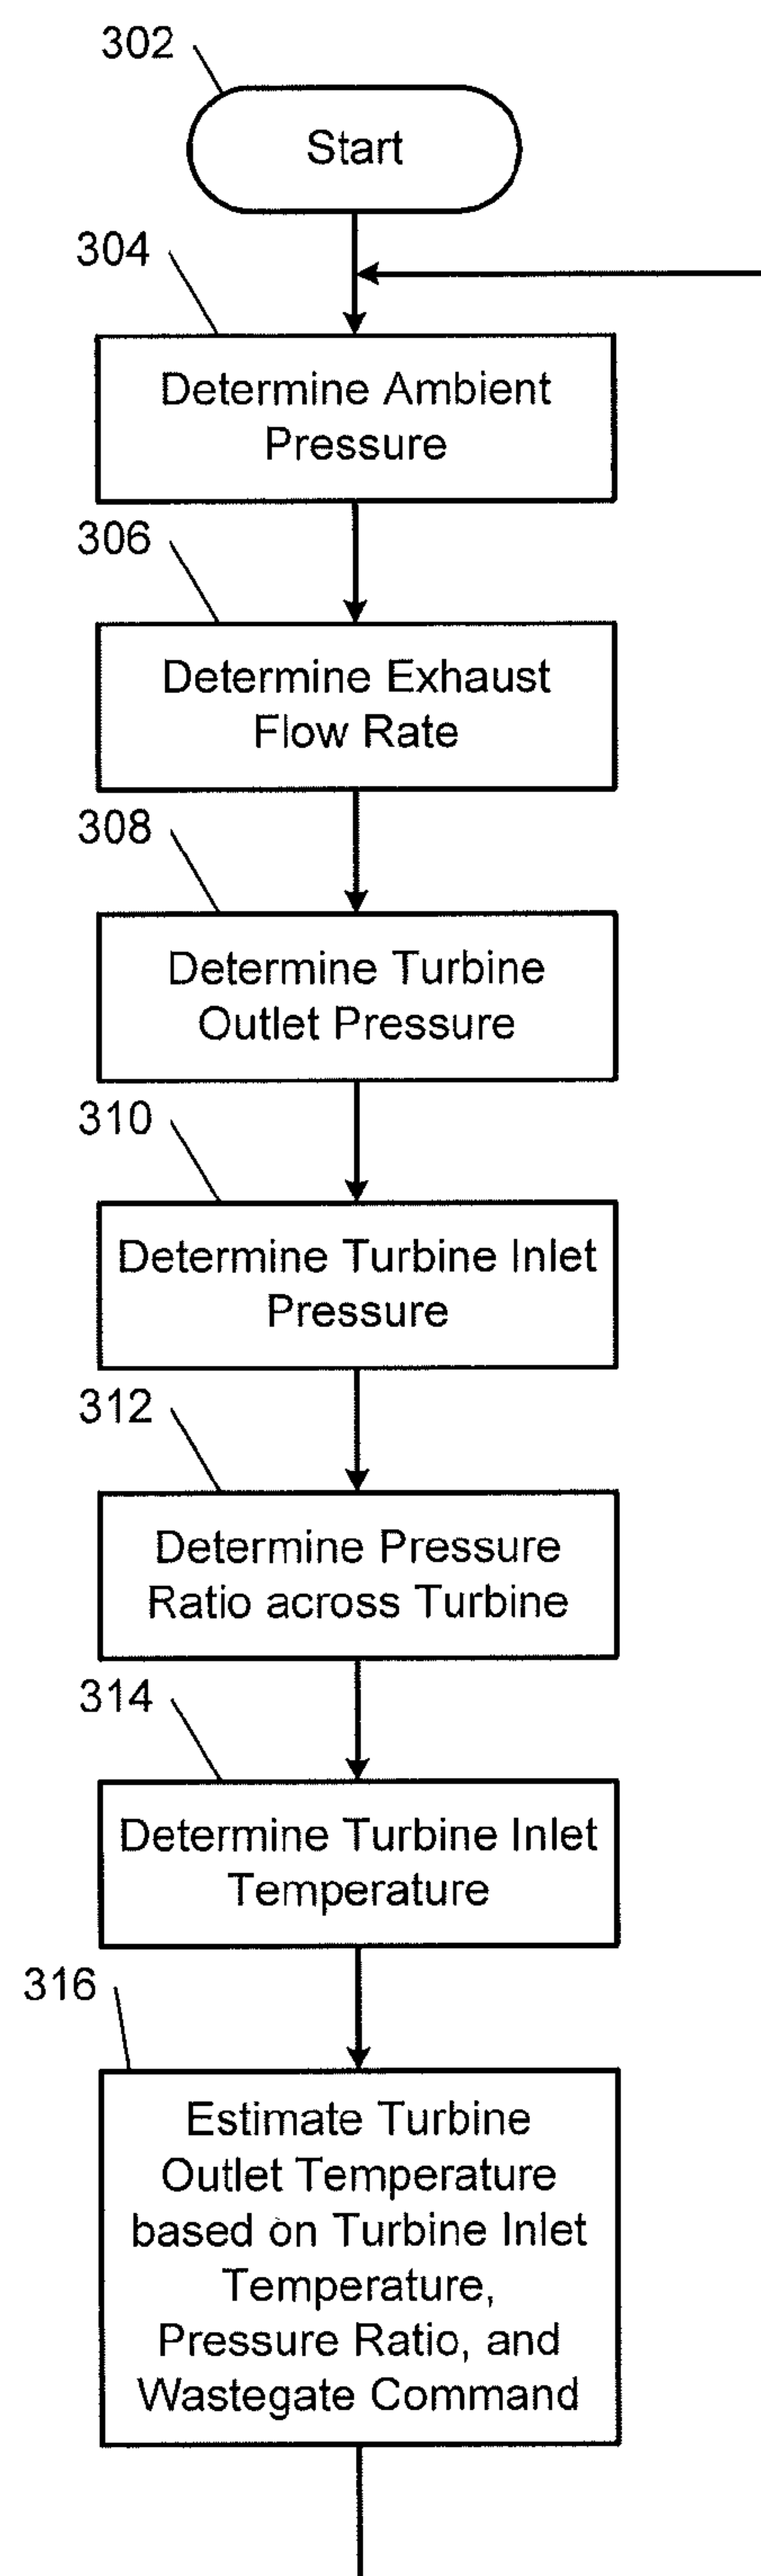 302
Start
304
Determine Ambient
Pressure
306
Determine Exhaust
Flow Rate
308
Determine Turbine
Outlet Pressure
310
Determine Turbine Inlet
Pressure
312
Determine Pressure
Ratio across Turbine
314
Determine Turbine Inlet
Temperature
316
Estimate Turbine
Outlet Temperature
based on Turbine Inlet
Temperature,
Pressure Ratio, and
Wastegate Command